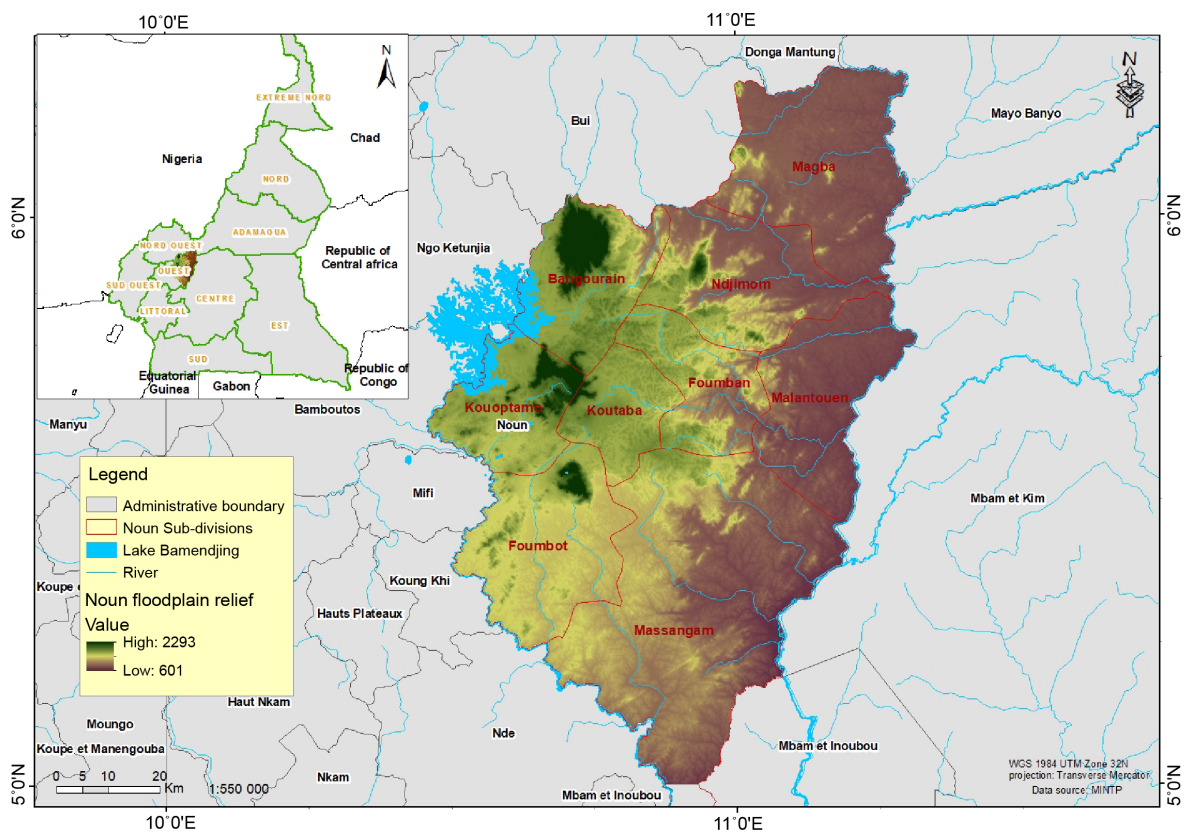 10°0'E
11°0'E
N
EXTREME NORD
Chad
Nigeria
NORD
ADAMAOUA
NORD OUEST
Republic of
Central africa
OUEST
SUD OUEST
CENTRE
LITTORAL
EST
SUD
Equatorial
Guinea
Gabon
Republic of
Congo
Donga Mantung
N
Bui
Mayo Banyo
Magba
6°0'N
6°0'N
Ngo Ketunjia
Bangourain
Ndjimom
Foumban
Malantouen
Kouoptamo
Koutaba
Noun
Bamboutos
Manyu
Mifi
Mbam et Kim
Foumbot
Koung Khi
Koupe e
Hauts Plateaux
Massangam
Haut Nkam
Moungo
Nde
Koupe et Manengouba
Mbam et Inoubou
Nkam
Mbam et Inoubou
Legend
Administrative boundary
Noun Sub-divisions
Lake Bamendjing
River
Noun floodplain relief
Value
High: 2293
Low: 601
0 5 10 20
Km
1:550 000
WGS 1984 UTM Zone 32N
projection: Transverse Mercator
Data source: MINTP
5°0'N
5°0'N
10°0'E
11°0'E